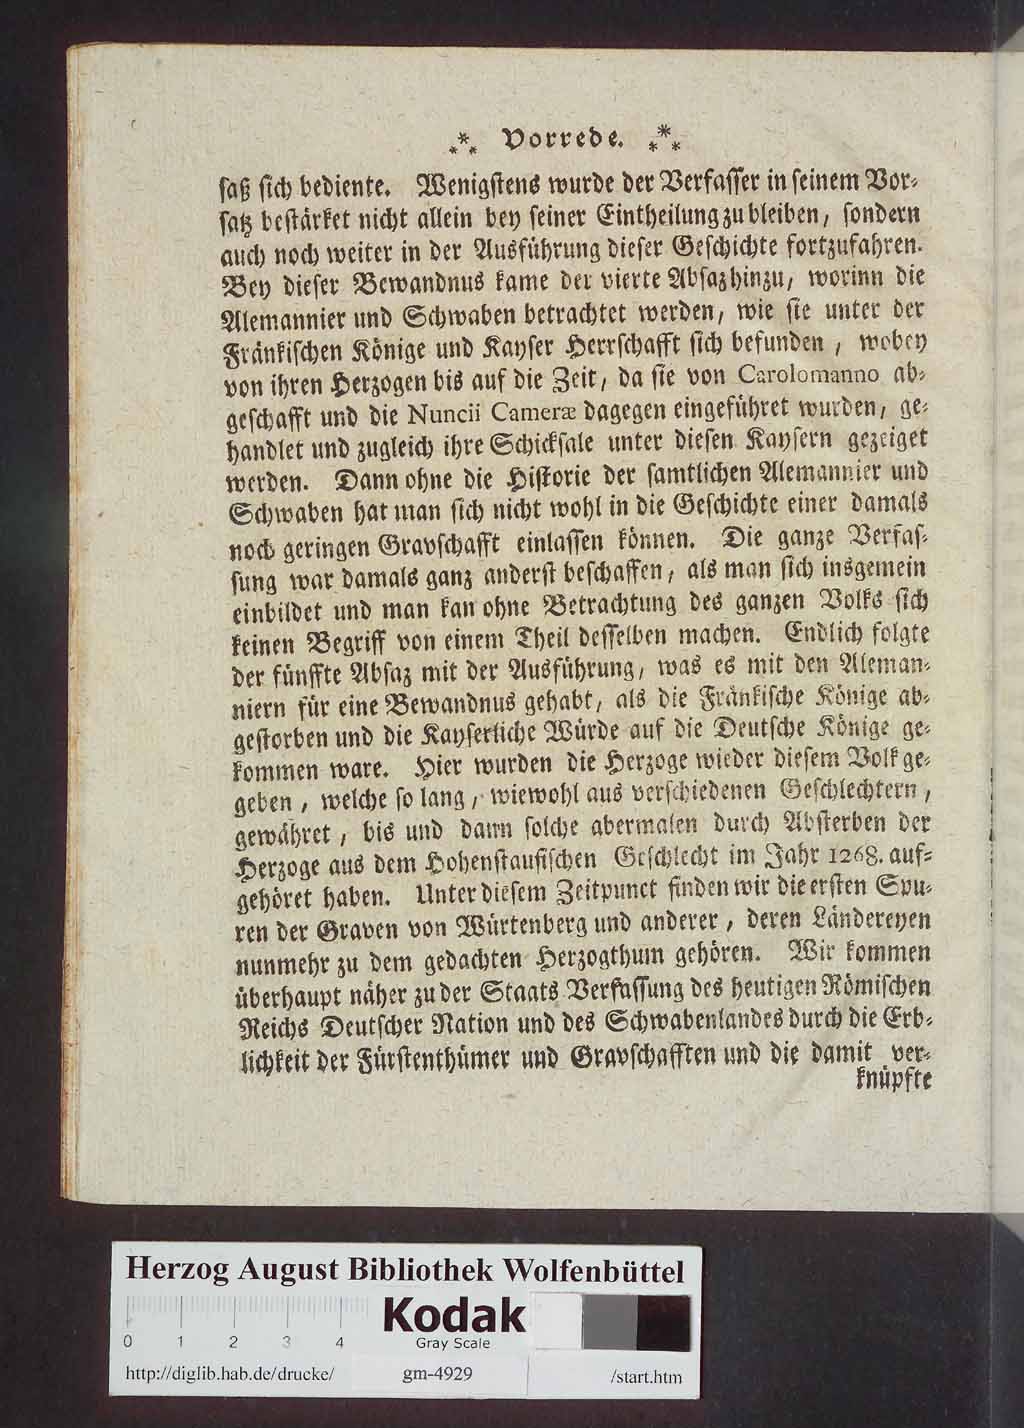 ⁂ Vorrede. ⁂
saß sich bediente. Wenigstens wurde der Verfasser in seinem Vor-
satz bestärket nicht allein bey seiner Eintheilung zu bleiben, sondern
auch noch weiter in der Ausführung dieser Geschichte fortzufahren.
Bey dieser Bewandnus kame der vierte Absaz hinzu, worinn die
Alemannier und Schwaben betrachtet werden, wie sie unter der
Fränkischen Könige und Kayser Herrschafft sich befunden, wobey
von ihren Herzogen bis auf die Zeit, da sie von Carolomanno ab-
geschafft und die Nuncii Cameræ dagegen eingeführet wurden, ge-
handlet und zugleich ihre Schicksale unter diesen Kaysern gezeiget
werden. Dann ohne die Historie der samtlichen Alemannier und
Schwaben hat man sich nicht wohl in die Geschichte einer damals
noch geringen Gravschafft einlassen können. Die ganze Verfas-
sung war damals ganz anderst beschaffen, als man sich insgemein
einbildet und man kan ohne Betrachtung des ganzen Volks sich
keinen Begriff von einem Theil desselben machen. Endlich folgte
der fünffte Absaz mit der Ausführung, was es mit den Aleman-
niern für eine Bewandnus gehabt, als die Fränkische Könige ab-
gestorben und die Kayserliche Würde auf die Deutsche Könige ge-
kommen ware. Hier wurden die Herzoge wieder diesem Volk ge-
geben, welche so lang, wiewohl aus verschiedenen Geschlechtern,
gewähret, bis und dann solche abermalen durch Absterben der
Herzoge aus dem Hohenstaufischen Geschlecht im Jahr 1268. auf-
gehöret haben. Unter diesem Zeitpunct finden wir die ersten Spu-
ren der Graven von Würtenberg und anderer, deren Ländereyen
nunmehr zu dem gedachten Herzogthum gehören. Wir kommen
überhaupt näher zu der Staats Verfassung des heutigen Römischen
Reichs Deutscher Nation und des Schwabenlandes durch die Erb-
lichkeit der Fürstenthümer und Gravschafften und die damit ver-
knüpfte
Herzog August Bibliothek Wolfenbüttel
0 1 2 3 4
Kodak
Gray Scale
http://diglib.hab.de/drucke/ gm-4929 /start.htm